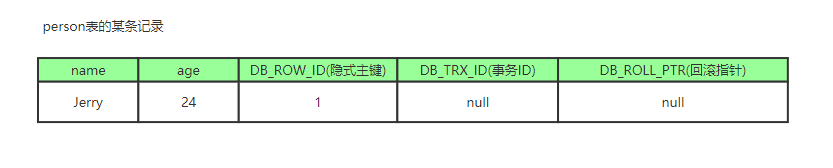 person表的某条记录
name age DB_ROW_ID(隐式主键) DB_TRX_ID(事务ID) DB_ROLL_PTR(回滚指针)
Jerry 24 1 null null